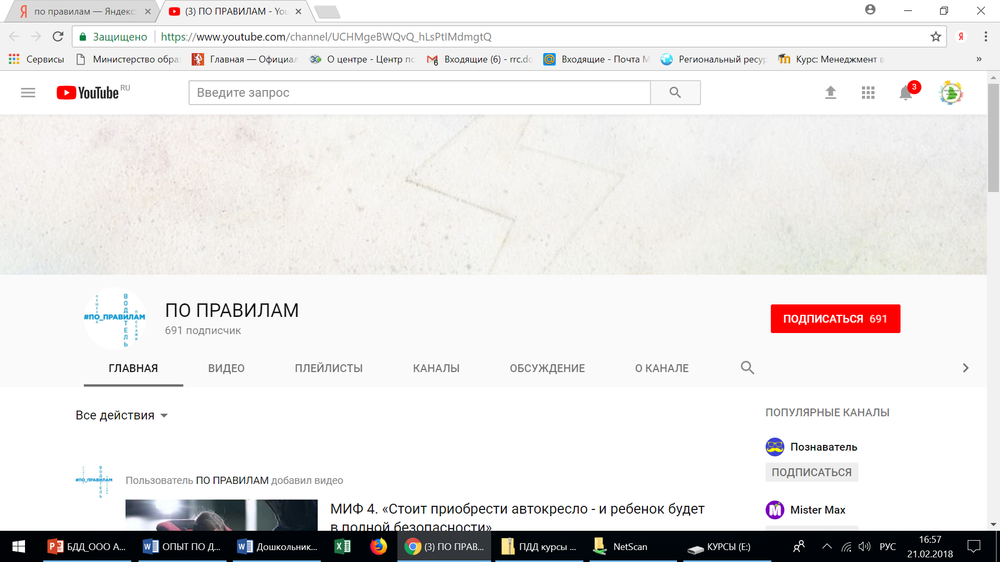 по правилам — Яндекс
(3) ПО ПРАВИЛАМ - You
Защищено
https://www.youtube.com/channel/UCHMgeBWQvQ_hLsPtIMdmgtQ
Сервисы
Министерство обра
Главная — Официал
О центре - Центр по
Входящие (6) - rrc.do
Входящие - Почта M
Региональный ресур
Курс: Менеджмент в
YouTube RU
Введите запрос
3
#ПО_ПРАВИЛАМ
ВОДИТЕЛЬ
ПО ПРАВИЛАМ
691 подписчик
ПОДПИСАТЬСЯ 691
ГЛАВНАЯ
ВИДЕО
ПЛЕЙЛИСТЫ
КАНАЛЫ
ОБСУЖДЕНИЕ
О КАНАЛЕ
Все действия
ПОПУЛЯРНЫЕ КАНАЛЫ
Познаватель
ПОДПИСАТЬСЯ
Mister Max
#ПО_ПРАВИЛАМ
Пользователь ПО ПРАВИЛАМ добавил видео
МИФ 4. «Стоит приобрести автокресло - и ребенок будет
в полной безопасности»
БДД_ООО А...
ОПЫТ ПО Д...
Дошкольник...
(3) ПО ПРАВ...
ПДД курсы ...
NetScan
КУРСЫ (E:)
РУС
16:57
21.02.2018